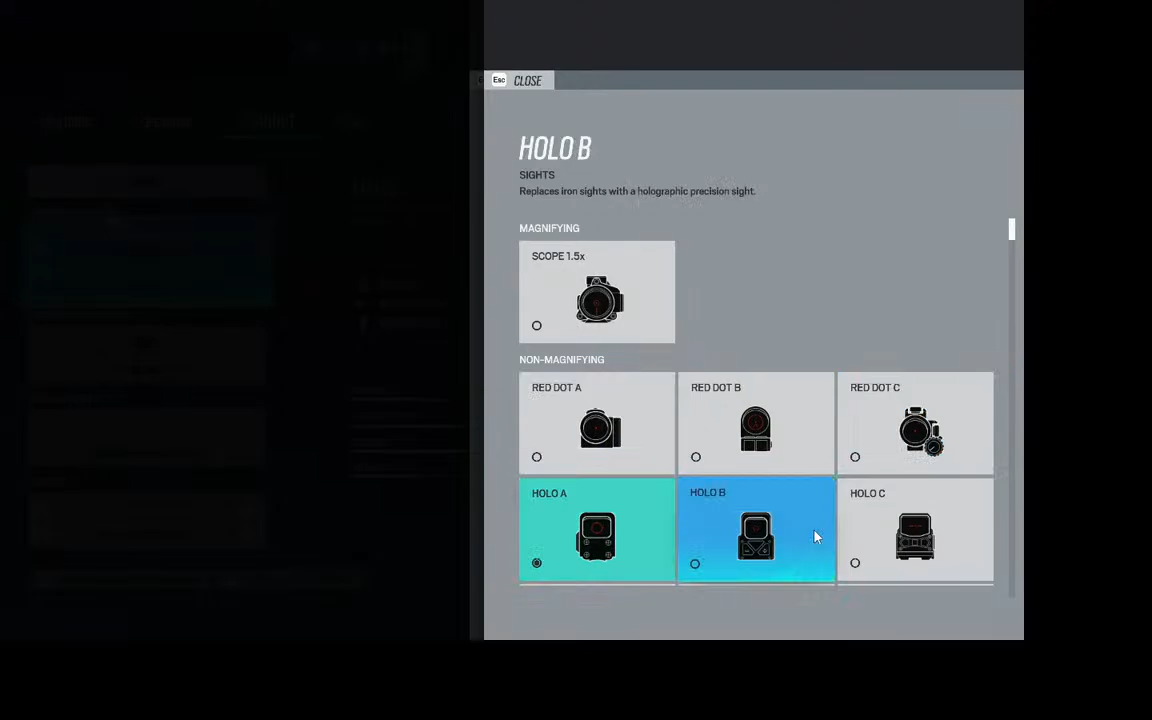 Esc CLOSE
HOLO B
SIGHTS
Replaces iron sights with a holographic precision sight.
MAGNIFYING
SCOPE 1.5x
NON-MAGNIFYING
RED DOT A
RED DOT B
RED DOT C
HOLO A
HOLO B
HOLO C